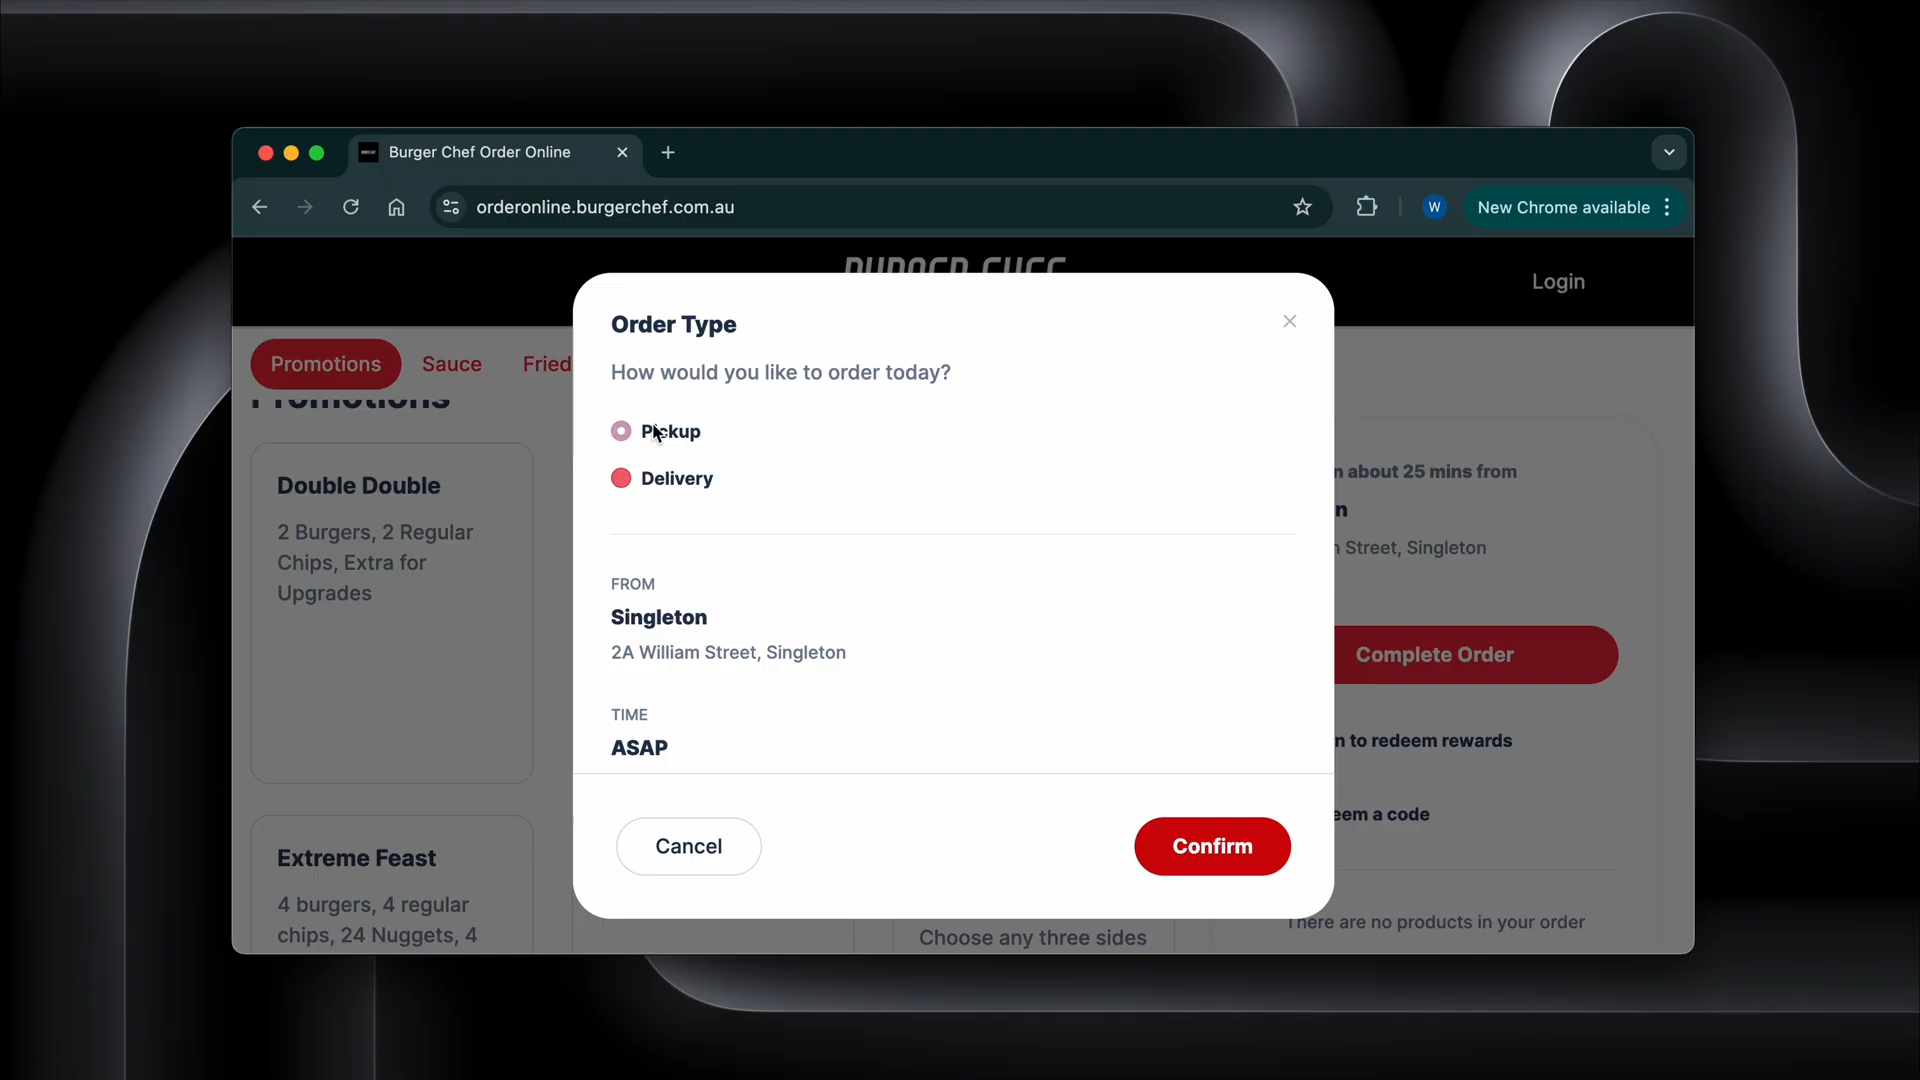 Burger Chef Order Online
orderonline.burgerchef.com.au
W
New Chrome available
BURGER CHEF
Login
Order Type
How would you like to order today?
Pickup
Delivery
FROM
Singleton
2A William Street, Singleton
TIME
ASAP
Cancel
Confirm
Promotions
Sauce
Fried
Promotions
Double Double
2 Burgers, 2 Regular
Chips, Extra for
Upgrades
Extreme Feast
4 burgers, 4 regular
chips, 24 Nuggets, 4
Choose any three sides
about 25 mins from
Street, Singleton
Complete Order
to redeem rewards
a code
There are no products in your order